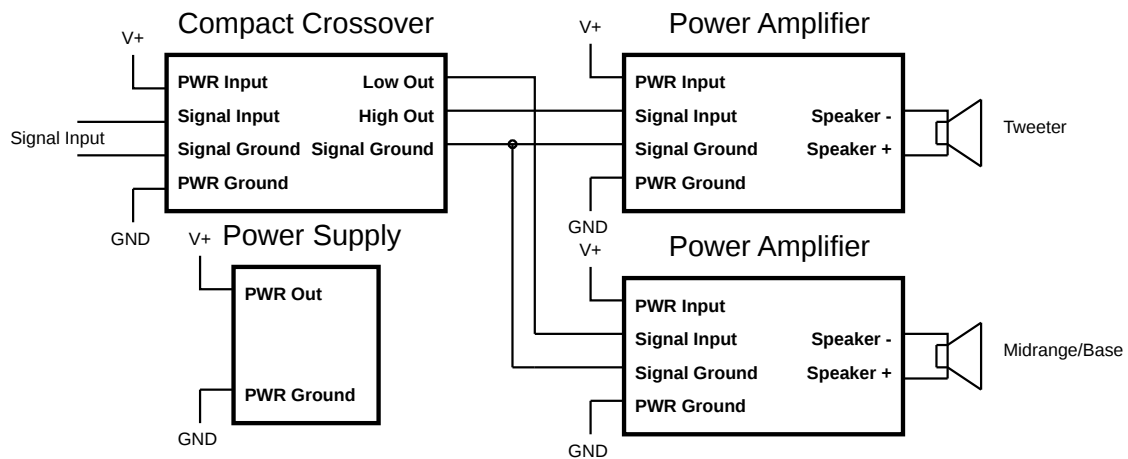 Compact Crossover
V+
PWR Input
Low Out
Signal Input
Signal Input
High Out
Signal Ground
Signal Ground
PWR Ground
GND
Power Amplifier
V+
PWR Input
Signal Input
Speaker -
Signal Ground
Speaker +
PWR Ground
GND
Tweeter
Power Supply
V+
PWR Out
PWR Ground
GND
Power Amplifier
V+
PWR Input
Signal Input
Speaker -
Signal Ground
Speaker +
PWR Ground
GND
Midrange/Base